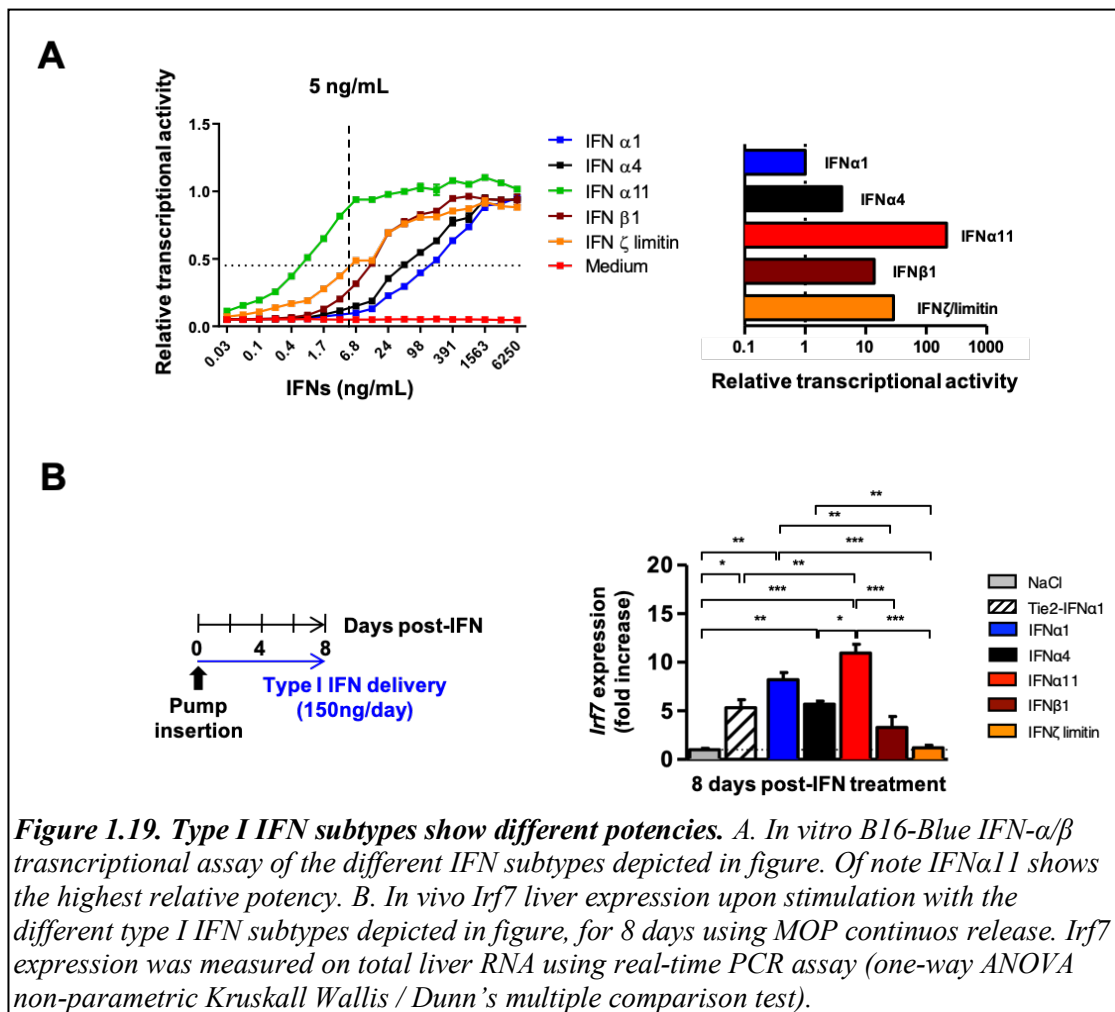 A
5 ng/mL
Relative transcriptional activity
1.5
1.0
0.5
0.0
0.03
0.1
0.4
1.7
6.8
24
98
391
1563
6250
IFNs (ng/mL)
IFN α1
IFN α4
IFN α11
IFN β1
IFN ζ limitin
Medium
IFNα1
IFNα4
IFNα11
IFNβ1
IFNζ/limitin
0.1 1 10 100 1000
Relative transcriptional activity
B
0 4 8
Days post-IFN
Type I IFN delivery
(150ng/day)
Pump
insertion
**
**
** ***
* **
*** ***
** * ***
Irf7 expression
(fold increase)
20
15
10
5
0
8 days post-IFN treatment
NaCl
Tie2-IFNα1
IFNα1
IFNα4
IFNα11
IFNβ1
IFNζ limitin
Figure 1.19. Type I IFN subtypes show different potencies. A. In vitro B16-Blue IFN-α/β
trasncriptional assay of the different IFN subtypes depicted in figure. Of note IFNα11 shows
the highest relative potency. B. In vivo Irf7 liver expression upon stimulation with the
different type I IFN subtypes depicted in figure, for 8 days using MOP continuos release. Irf7
expression was measured on total liver RNA using real-time PCR assay (one-way ANOVA
non-parametric Kruskall Wallis / Dunn's multiple comparison test).